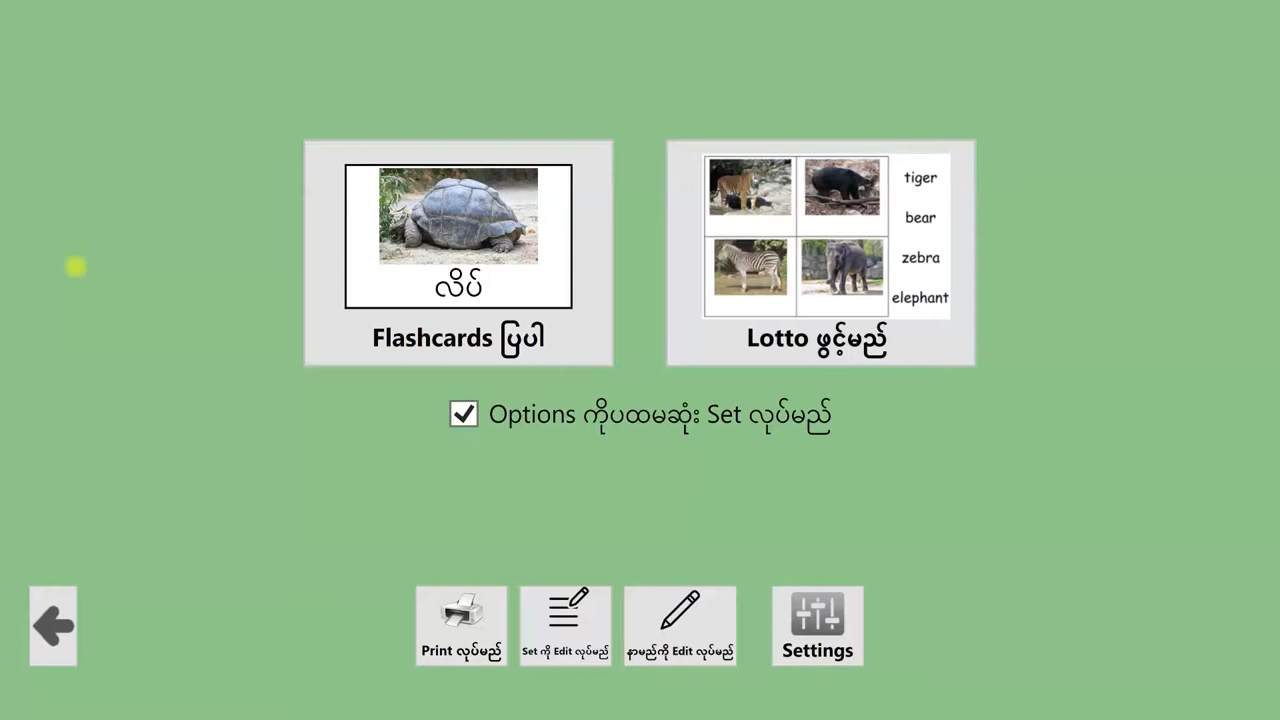 လိပ်
Flashcards ပြပါ
tiger
bear
zebra
elephant
Lotto ဖွင့်မည်
Options ကိုပထမဆုံး Set လုပ်မည်
Print လုပ်မည်
Set ကို Edit လုပ်မည်
နာမည်ကို Edit လုပ်မည်
Settings